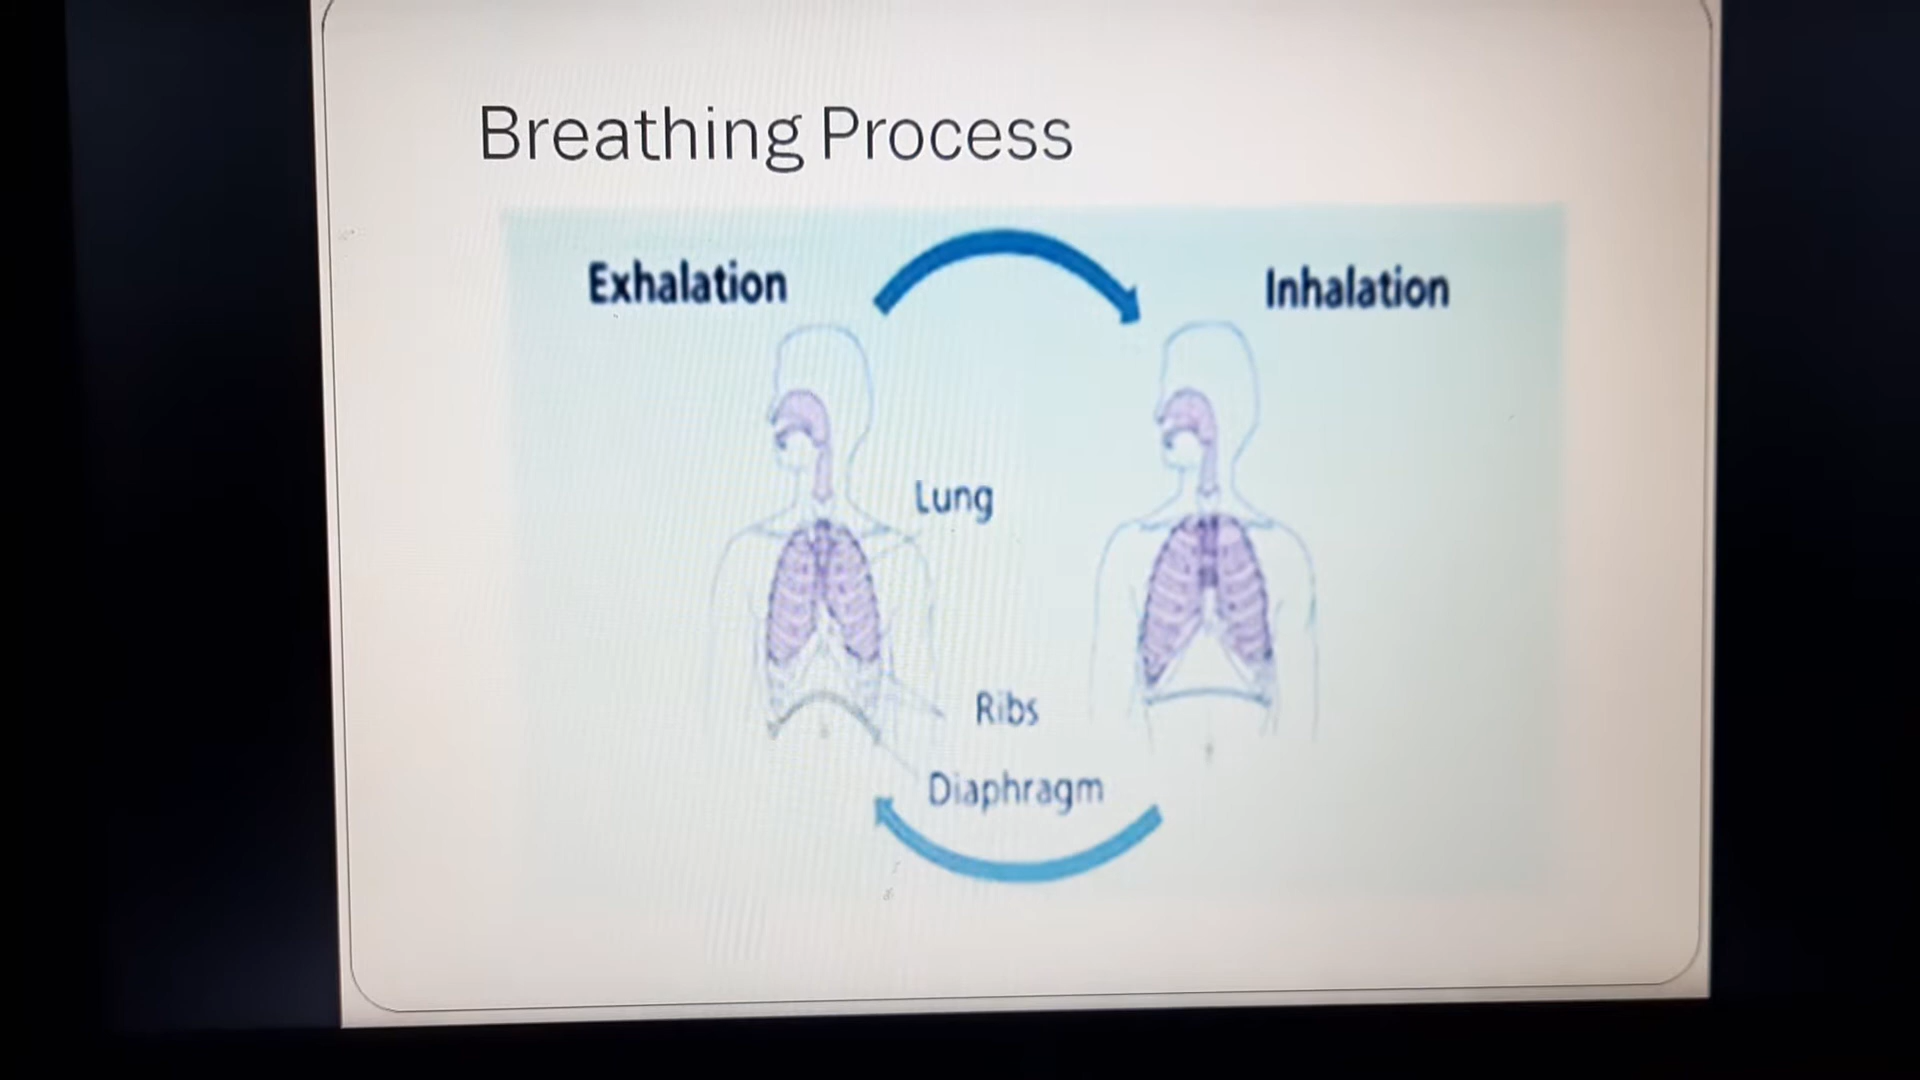 Breathing Process
Exhalation
Inhalation
Lung
Ribs
Diaphragm